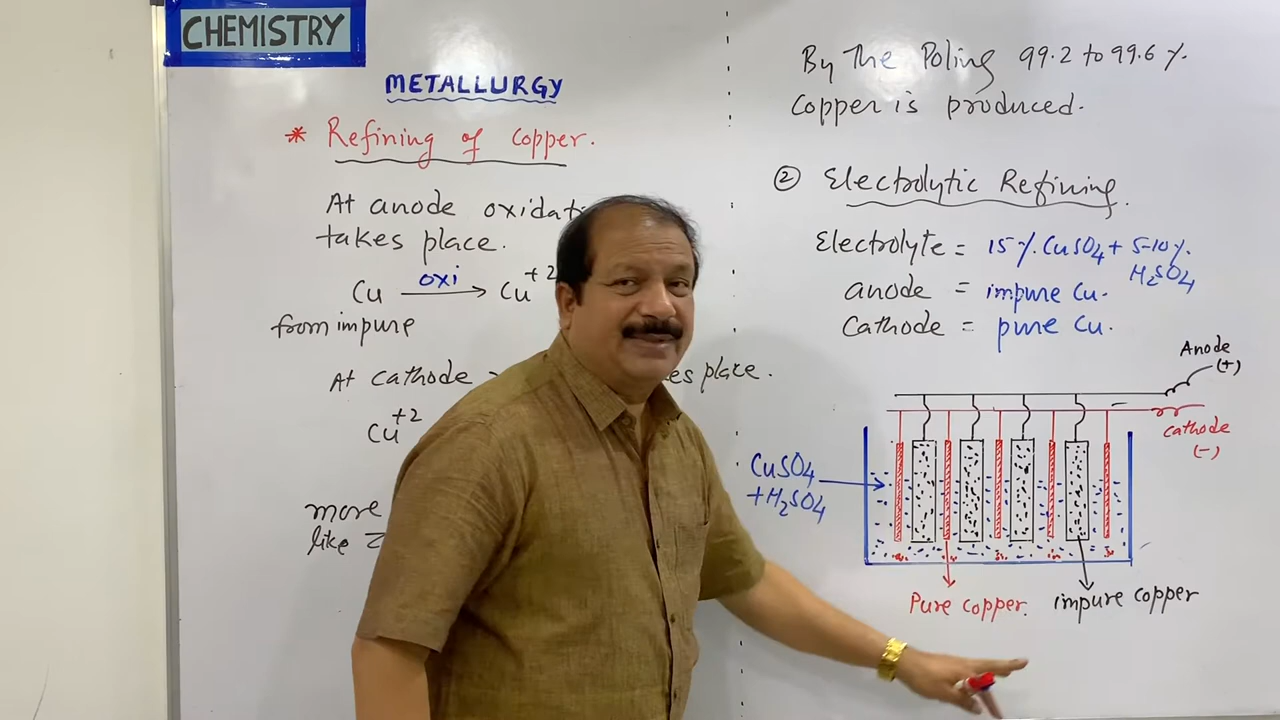 CHEMISTRY
METALLURGY
* Refining of Copper.
At anode oxidati
takes place.
Cu oxi → Cu+2
from impure
At cathode
es place.
Cu+2
more
like Z
By The Poling 99.2 to 99.6 %.
Copper is produced.
② Electrolytic Refining.
Electrolyte = 15 %. CuSO4 + 5-10 %.
H2SO4
anode = impure Cu.
Cathode = pure Cu.
Anode
(+)
Cathode
(-)
CuSO4
+H2SO4
Pure copper.
impure copper